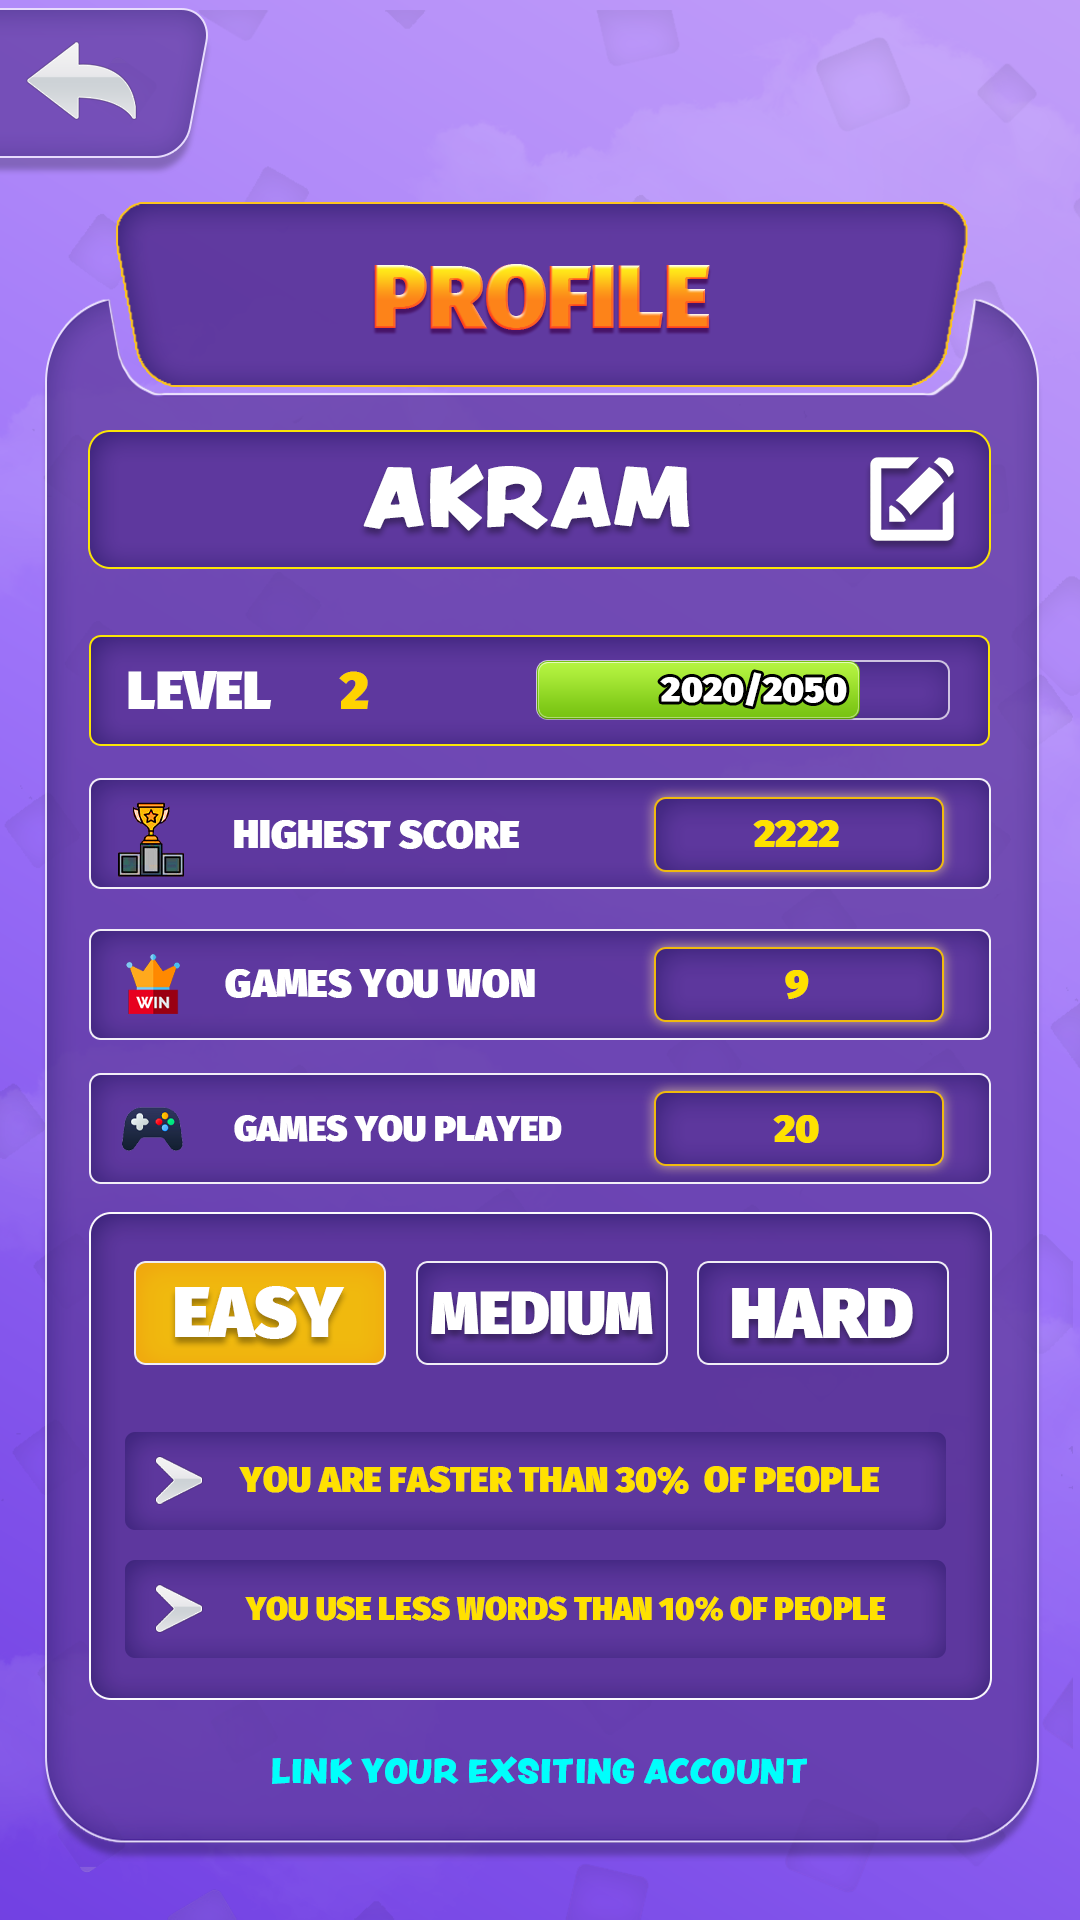 PROFILE
AKRAM
LEVEL 2 2020/2050
HIGHEST SCORE 2222
WIN GAMES YOU WON 9
GAMES YOU PLAYED 20
EASY MEDIUM HARD
YOU ARE FASTER THAN 30% OF PEOPLE
YOU USE LESS WORDS THAN 10% OF PEOPLE
LINK YOUR EXSITING ACCOUNT